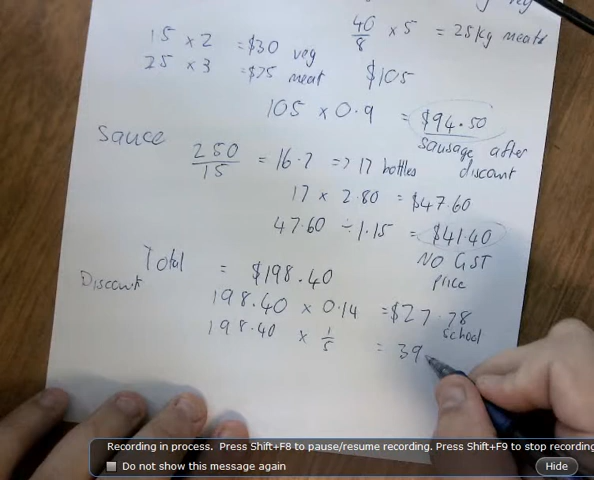 veg
15 x 2 = $30 veg
40/8 x 5 = 25kg meats
25 x 3 = $75 meat $105
105 x 0.9 = $94.50
sausage after discount
Sauce
250/15 = 16.7 => 17 bottles
17 x 2.80 = $47.60
47.60 ÷ 1.15 = $41.40
NO GST price
Total = $198.40
Discount
198.40 x 0.14 = $27.78
school
198.40 x 1/5 = 39
Recording in process. Press Shift+F8 to pause/resume recording. Press Shift+F9 to stop recording
Do not show this message again
Hide